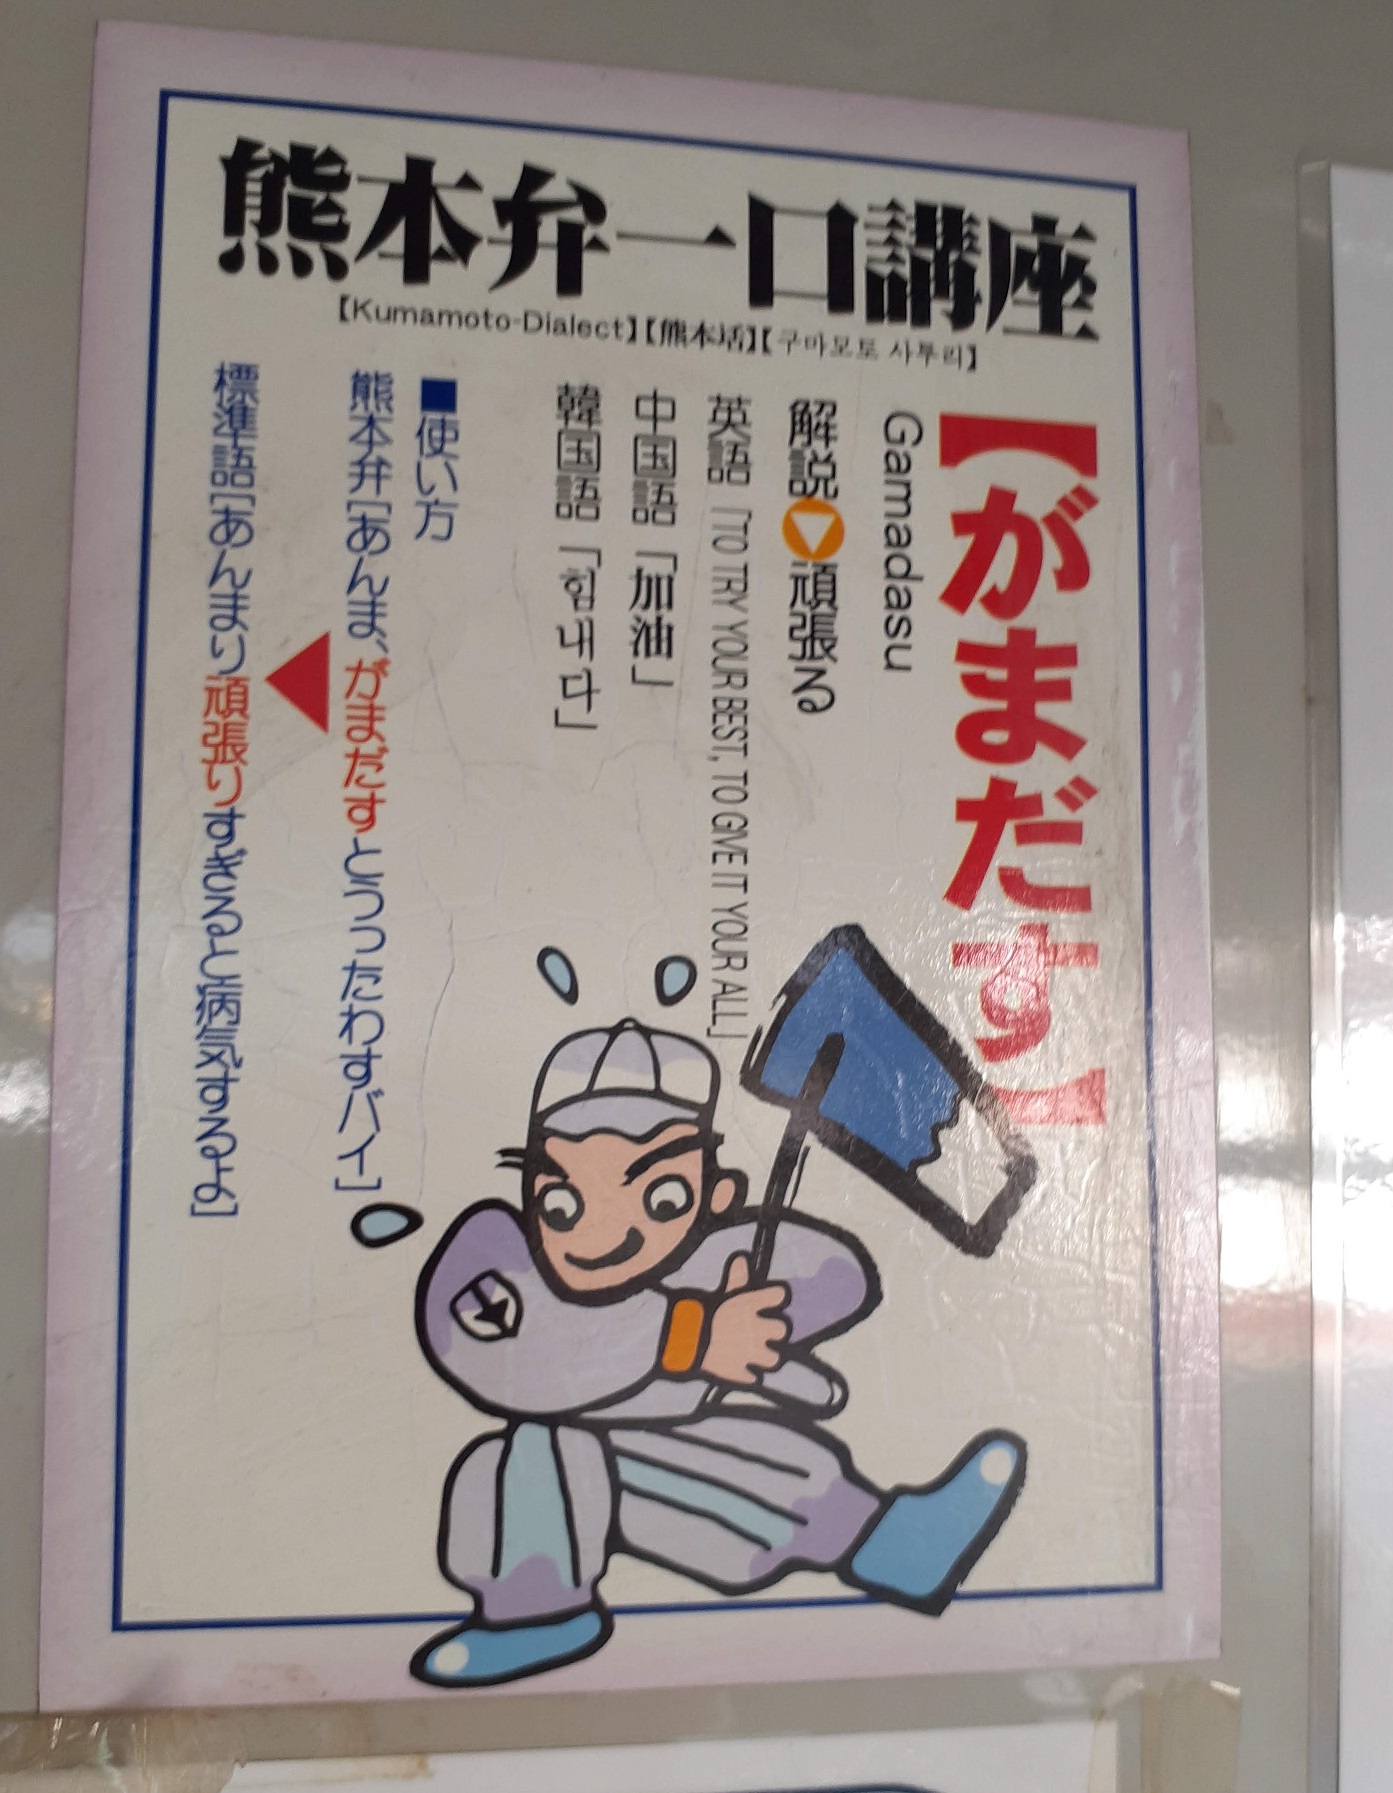 熊本弁一口講座
【Kumamoto-Dialect】【熊本话】【구마모토 사투리】
【がまだす】
Gamadasu
解説▷頑張る
英語「TO TRY YOUR BEST, TO GIVE IT YOUR ALL」
中国語「加油」
韓国語「힘내다」
■使い方
熊本弁[あんま、がまだすとうったわすバイ]
標準語[あんまり頑張りすぎると病気するよ]